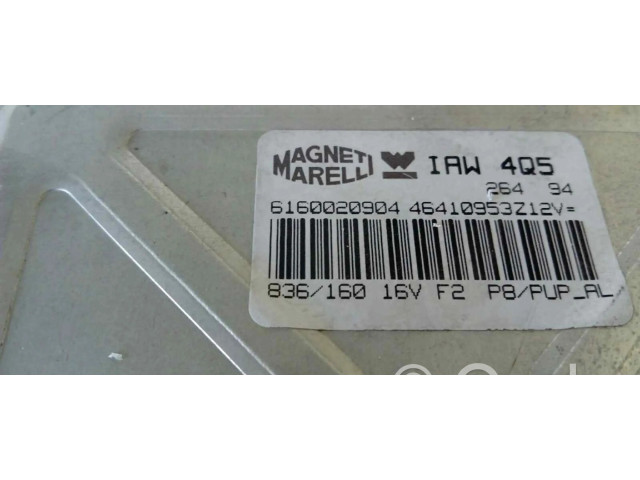 MAGNETI
MARELLI
IAW 4Q5
264 94
6160020904 46410953Z12V=
836/160 16V F2 P8/PUP_AL